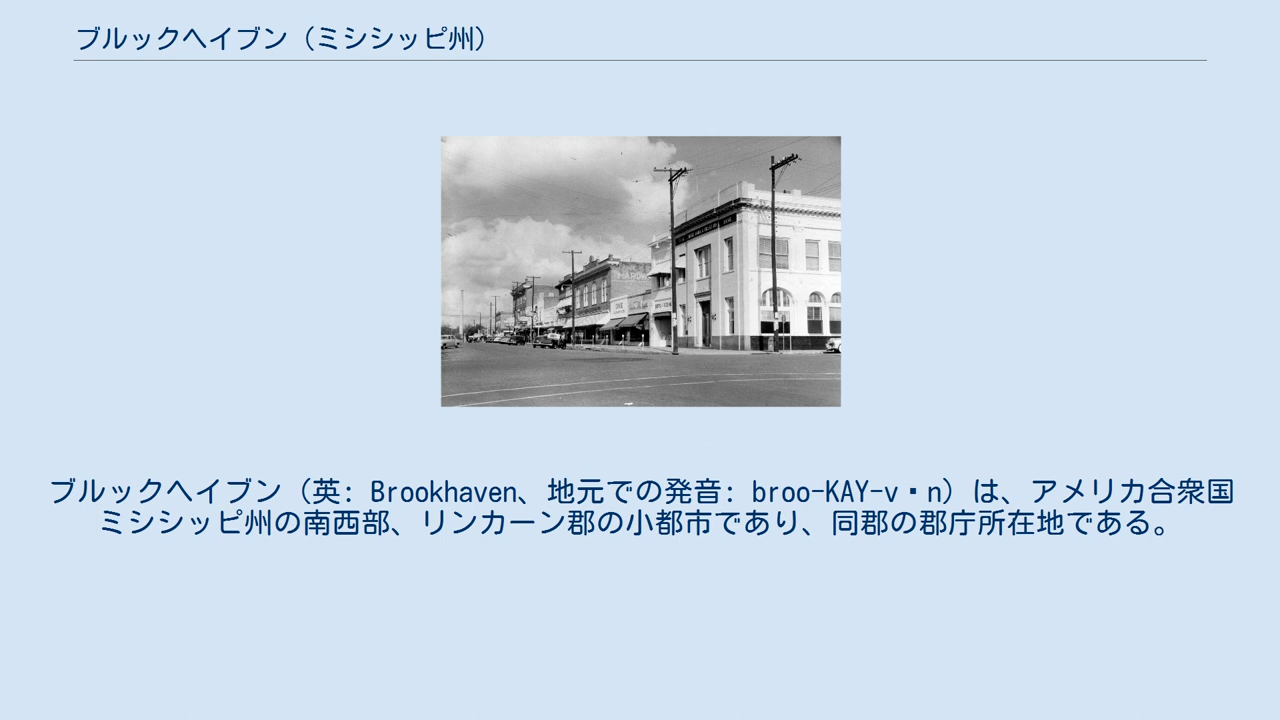 ブルックヘイブン（ミシシッピ州）
ブルックヘイブン（英: Brookhaven、地元での発音: broo-KAY-v▪n）は、アメリカ合衆国
ミシシッピ州の南西部、リンカーン郡の小都市であり、同郡の郡庁所在地である。